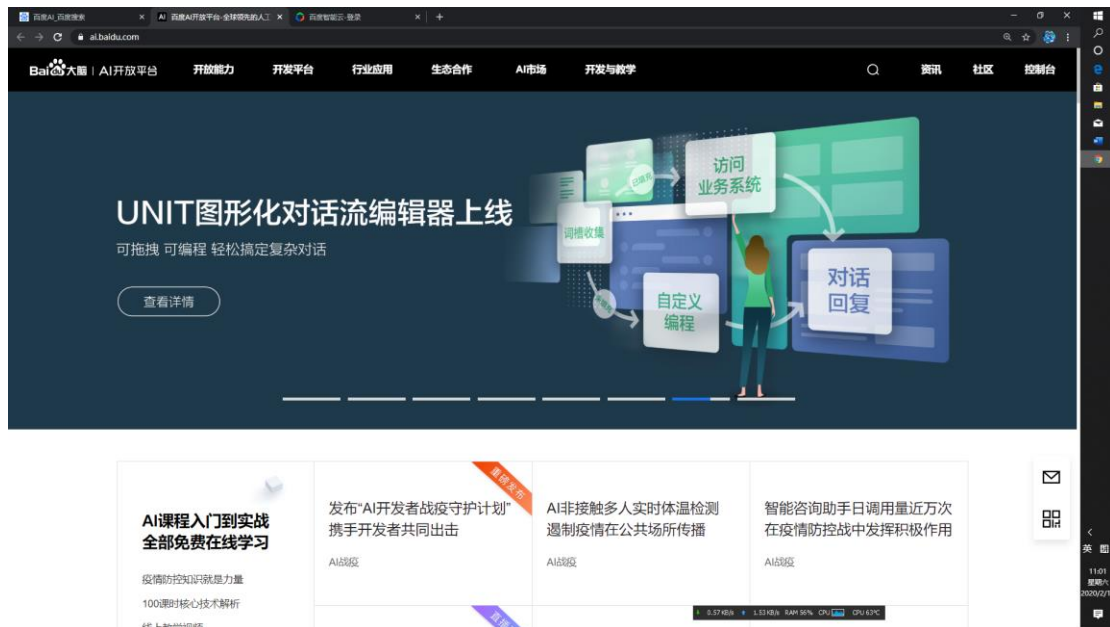 百度AI_百度搜索
百度AI开放平台-全球领先的人工
百度智能云-登录
ai.baidu.com
Bai大脑 | AI开放平台
开放能力
开发平台
行业应用
生态合作
AI市场
开发与教学
资讯
社区
控制台
UNIT图形化对话流编辑器上线
可拖拽 可编程 轻松搞定复杂对话
查看详情
访问
业务系统
已填充
词槽收集
自定义
编程
对话
回复
AI课程入门到实战
全部免费在线学习
疫情防控知识就是力量
100课时核心技术解析
线上教学视频
重磅发布
发布“AI开发者战疫守护计划”
携手开发者共同出击
AI战疫
AI非接触多人实时体温检测
遏制疫情在公共场所传播
AI战疫
智能咨询助手日调用量近万次
在疫情防控战中发挥积极作用
AI战疫
0.57 KB/s 1.53 KB/s RAM 56% CPU CPU 63℃
英
11:01
星期六
2020/2/1